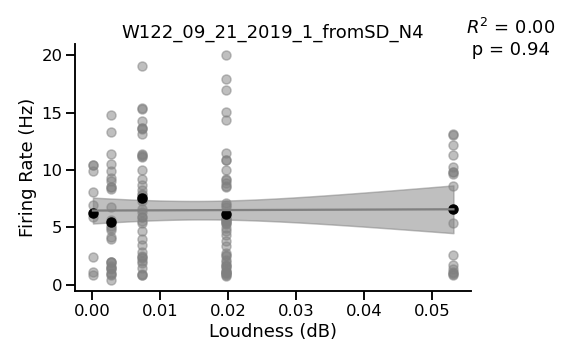 W122_09_21_2019_1_fromSD_N4
R² = 0.00
p = 0.94
Firing Rate (Hz)
20
15
10
5
0
0.00 0.01 0.02 0.03 0.04 0.05
Loudness (dB)